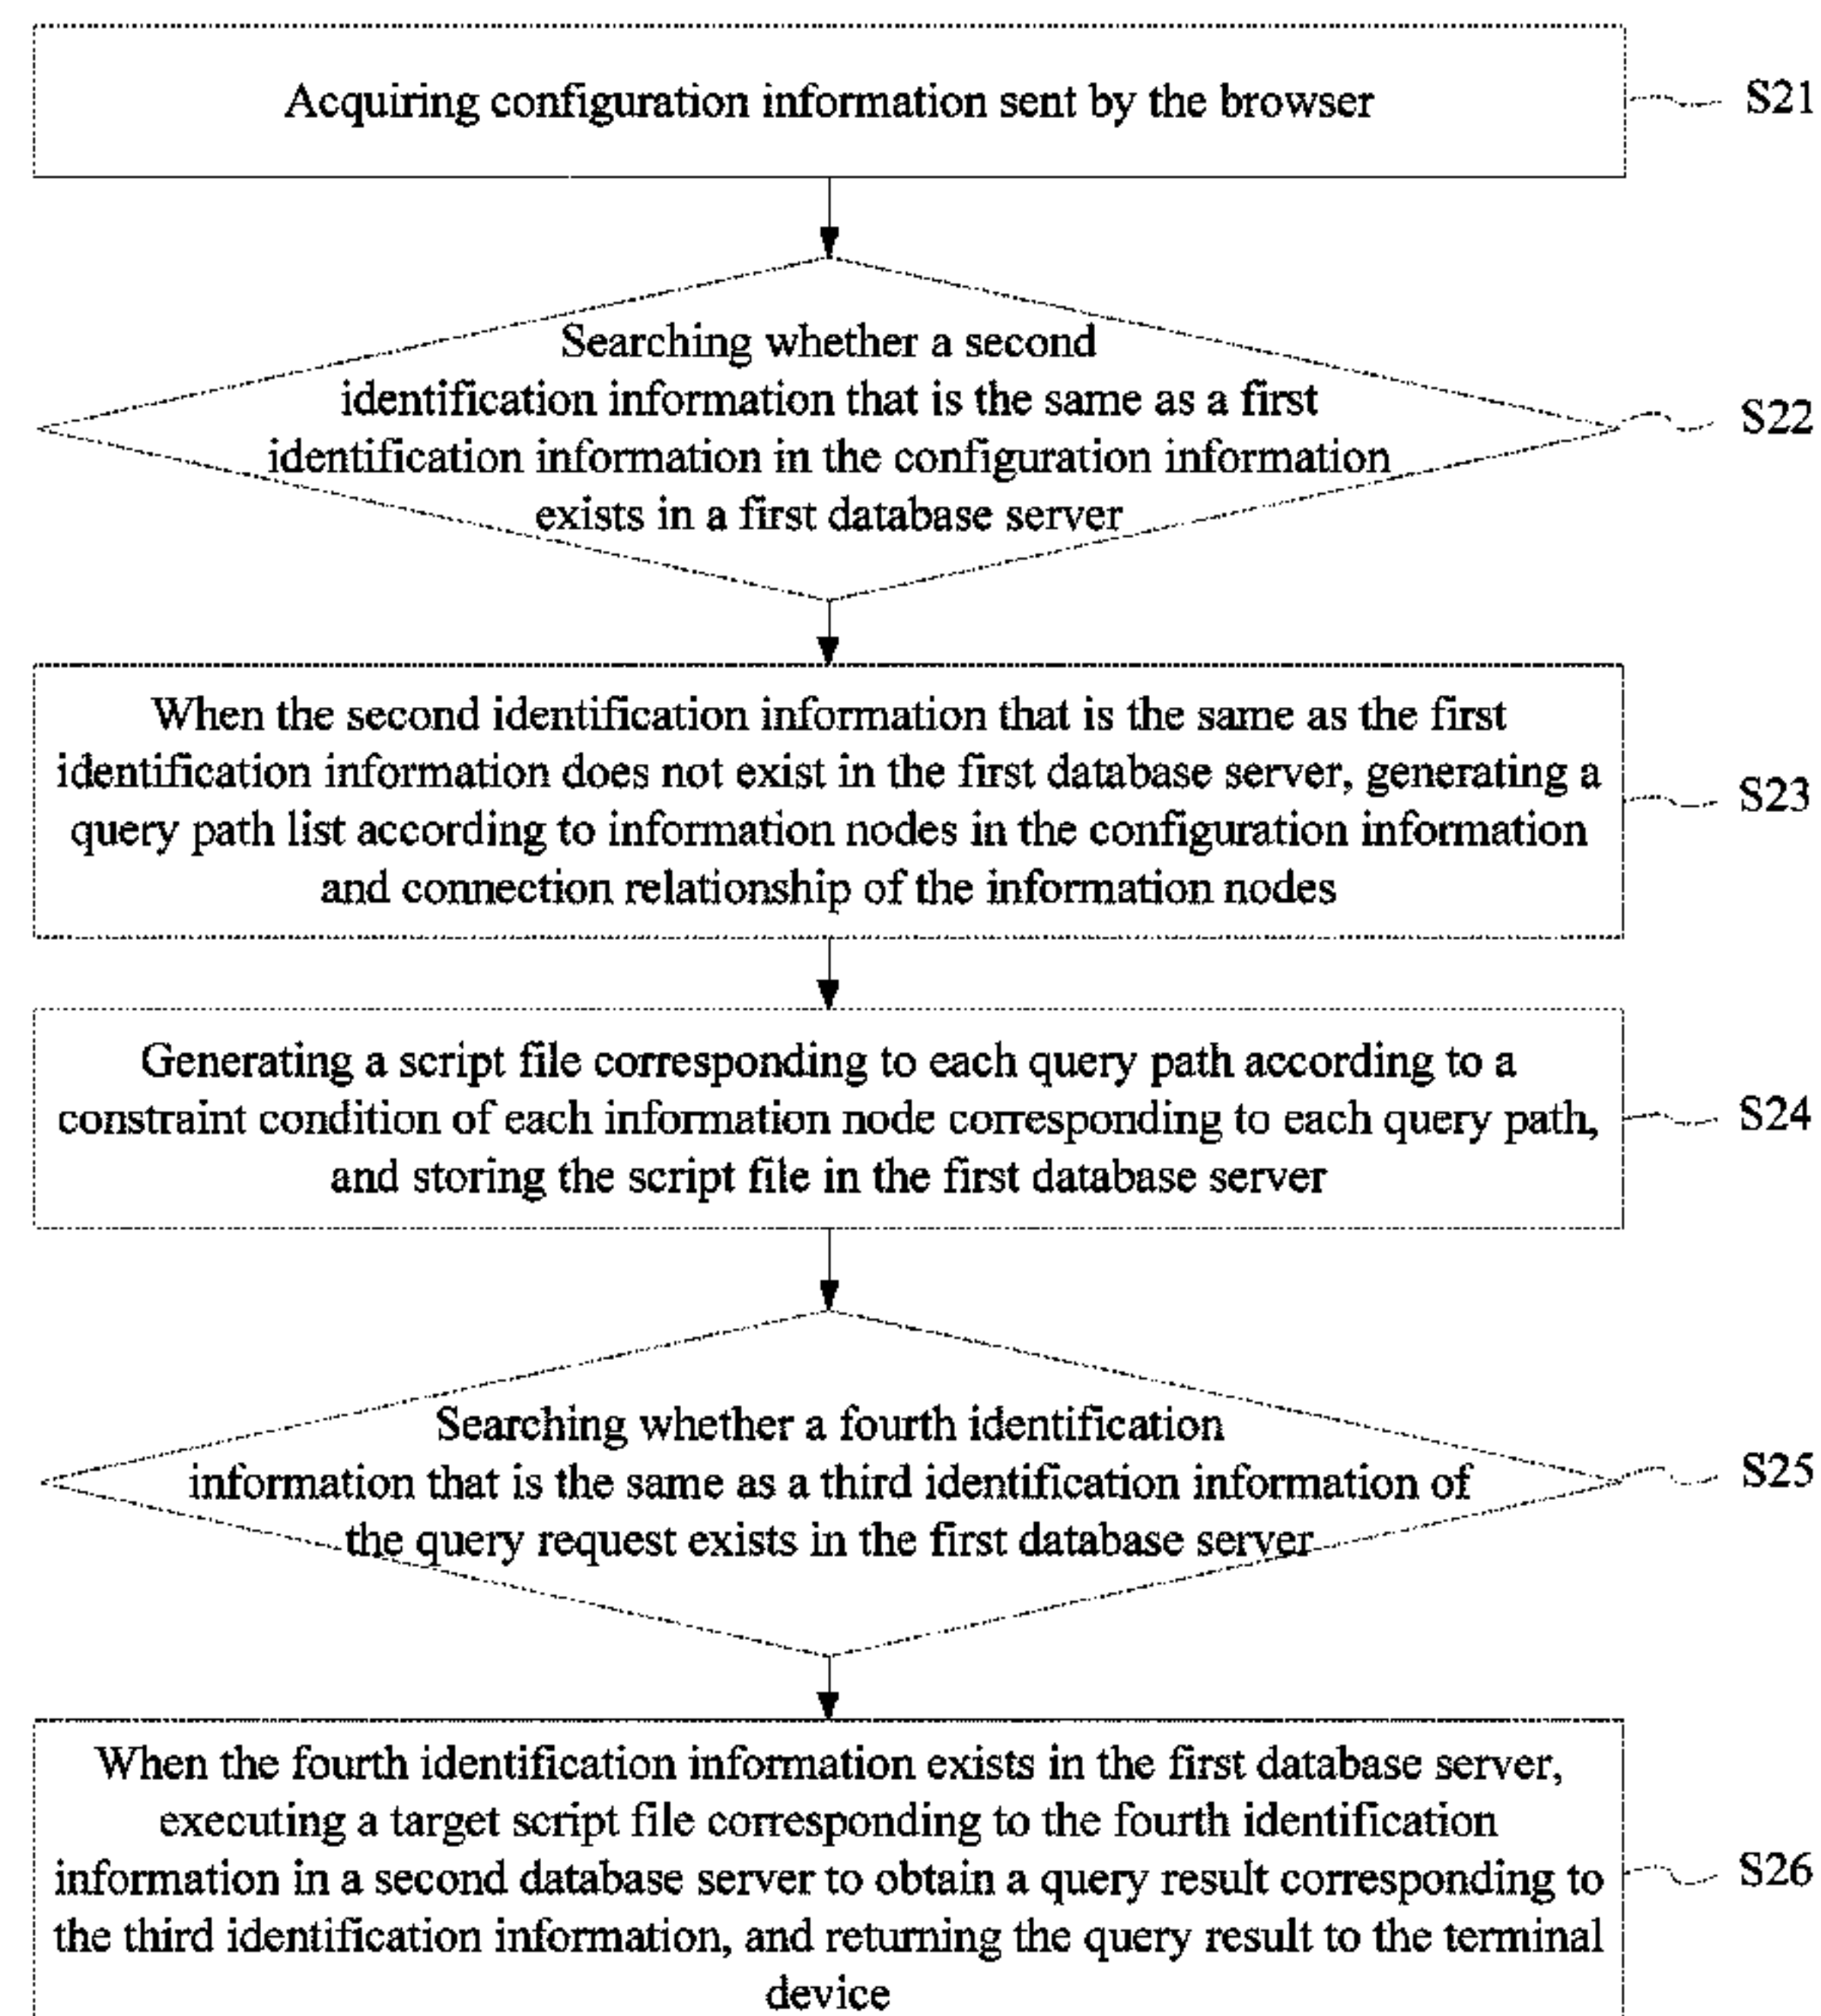 Acquiring configuration information sent by the browser
S21
Searching whether a second
identification information that is the same as a first
identification information in the configuration information
exists in a first database server
S22
When the second identification information that is the same as the first
identification information does not exist in the first database server, generating a
query path list according to information nodes in the configuration information
and connection relationship of the information nodes
S23
Generating a script file corresponding to each query path according to a
constraint condition of each information node corresponding to each query path,
and storing the script file in the first database server
S24
Searching whether a fourth identification
information that is the same as a third identification information of
the query request exists in the first database server
S25
When the fourth identification information exists in the first database server,
executing a target script file corresponding to the fourth identification
information in a second database server to obtain a query result corresponding to
the third identification information, and returning the query result to the terminal
device
S26